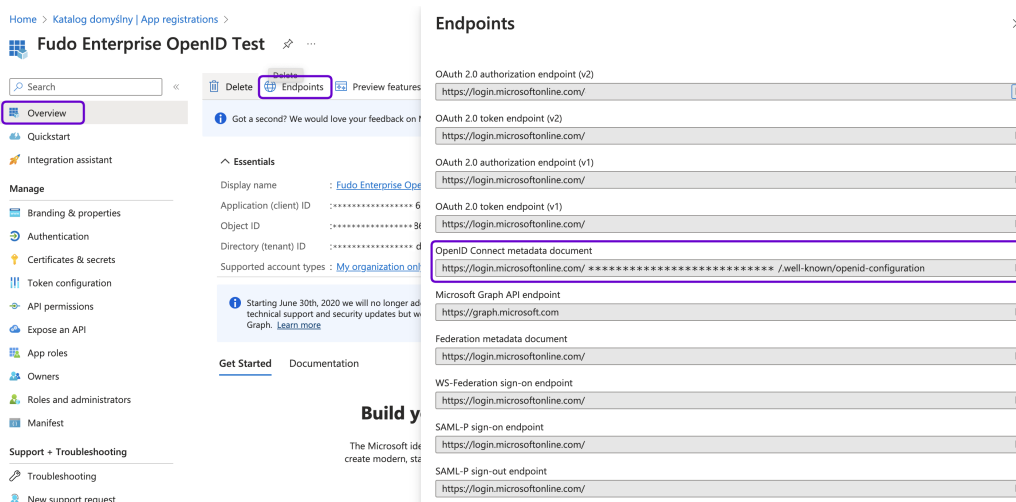 Home > Katalog domyślny | App registrations >
Fudo Enterprise OpenID Test
Search
«
Overview
Quickstart
Integration assistant
Manage
Branding & properties
Authentication
Certificates & secrets
Token configuration
API permissions
Expose an API
App roles
Owners
Roles and administrators
Manifest
Support + Troubleshooting
Troubleshooting
New support request
Delete
Delete
Endpoints
Preview features
Got a second? We would love your feedback on
Essentials
Display name : Fudo Enterprise Ope
Application (client) ID :***************** 6
Object ID :*****************
Directory (tenant) ID :***************** d
Supported account types : My organization onl
Starting June 30th, 2020 we will no longer ad
technical support and security updates but w
Graph. Learn more
Get Started Documentation
Build y
The Microsoft ide
create modern, sta
Endpoints
OAuth 2.0 authorization endpoint (v2)
https://login.microsoftonline.com/
OAuth 2.0 token endpoint (v2)
https://login.microsoftonline.com/
OAuth 2.0 authorization endpoint (v1)
https://login.microsoftonline.com/
OAuth 2.0 token endpoint (v1)
https://login.microsoftonline.com/
OpenID Connect metadata document
https://login.microsoftonline.com/ *************************** /.well-known/openid-configuration
Microsoft Graph API endpoint
https://graph.microsoft.com
Federation metadata document
https://login.microsoftonline.com/
WS-Federation sign-on endpoint
https://login.microsoftonline.com/
SAML-P sign-on endpoint
https://login.microsoftonline.com/
SAML-P sign-out endpoint
https://login.microsoftonline.com/